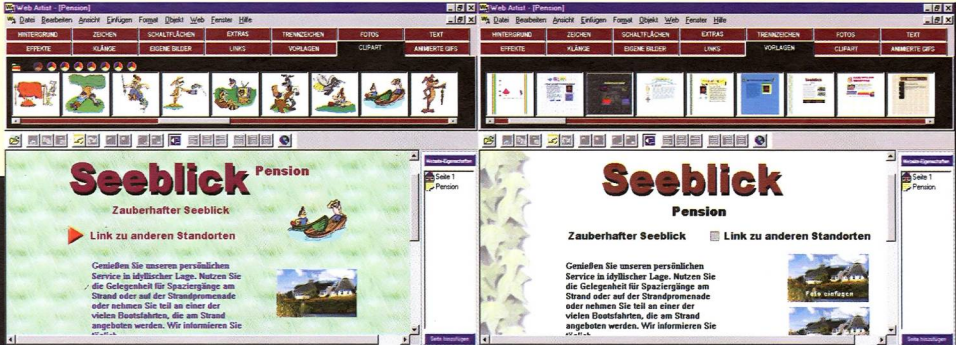 Web Artist - [Pension]
Datei Bearbeiten Ansicht Einfügen Format Objekt Web Fenster Hilfe
HINTERGRUND ZEICHEN SCHALTFLÄCHEN EXTRAS TRENNZEICHEN FOTOS TEXT
EFFEKTE KLÄNGE EIGENE BILDER LINKS VORLAGEN CLIPART ANIMIERTE GIFS
Seeblick Pension
Zauberhafter Seeblick
Link zu anderen Standorten
Genießen Sie unseren persönlichen
Service in idyllischer Lage. Nutzen Sie
die Gelegenheit für Spaziergänge am
Strand oder auf der Strandpromenade
oder nehmen Sie teil an einer der
vielen Bootsfahrten, die am Strand
angeboten werden. Wir informieren Sie
täglich
Website-Eigenschaften
Seite 1
Pension
Seite hinzufügen
Web Artist - [Pension]
Datei Bearbeiten Ansicht Einfügen Format Objekt Web Fenster Hilfe
HINTERGRUND ZEICHEN SCHALTFLÄCHEN EXTRAS TRENNZEICHEN FOTOS TEXT
EFFEKTE KLÄNGE EIGENE BILDER LINKS VORLAGEN CLIPART ANIMIERTE GIFS
Seeblick
Pension
Zauberhafter Seeblick
Link zu anderen Standorten
Genießen Sie unseren persönlichen
Service in idyllischer Lage. Nutzen Sie
die Gelegenheit für Spaziergänge am
Strand oder auf der Strandpromenade
oder nehmen Sie teil an einer der
vielen Bootsfahrten, die am Strand
angeboten werden. Wir informieren Sie
täglich
Foto einfügen
Website-Eigenschaften
Seite 1
Pension
Seite hinzufügen